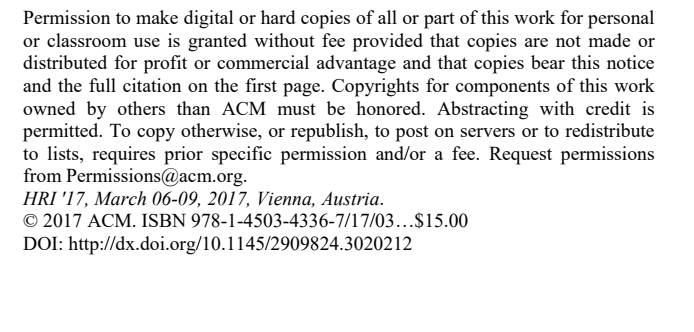 Permission to make digital or hard copies of all or part of this work for personal
or classroom use is granted without fee provided that copies are not made or
distributed for profit or commercial advantage and that copies bear this notice
and the full citation on the first page. Copyrights for components of this work
owned by others than ACM must be honored. Abstracting with credit is
permitted. To copy otherwise, or republish, to post on servers or to redistribute
to lists, requires prior specific permission and/or a fee. Request permissions
from Permissions@acm.org.
HRI '17, March 06-09, 2017, Vienna, Austria.
© 2017 ACM. ISBN 978-1-4503-4336-7/17/03…$15.00
DOI: http://dx.doi.org/10.1145/2909824.3020212